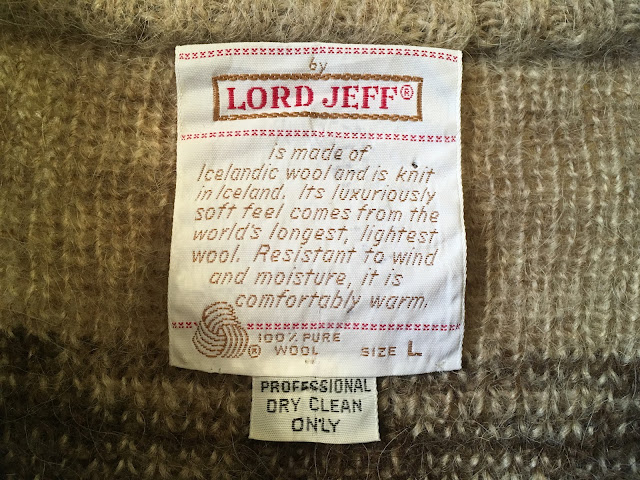 by
LORD JEFF®
is made of
Icelandic wool and is knit
in Iceland. Its luxuriously
soft feel comes from the
world's longest, lightest
wool. Resistant to wind
and moisture, it is
comfortably warm.
® 100% PURE
WOOL SIZE L
PROFESSIONAL
DRY CLEAN
ONLY